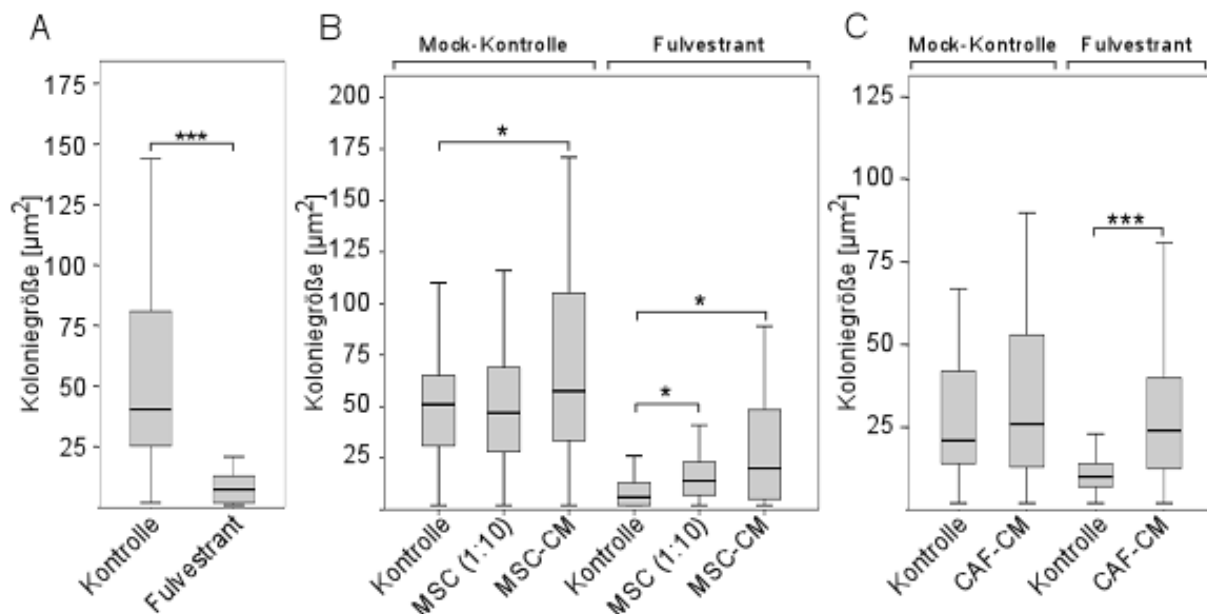 A
Koloniegröße [µm²]
175
150
125
100
75
50
25
***
Kontrolle
Fulvestrant
B
Mock-Kontrolle
Fulvestrant
Koloniegröße [µm²]
200
175
150
125
100
75
50
25
*
*
*
Kontrolle
MSC (1:10)
MSC-CM
Kontrolle
MSC (1:10)
MSC-CM
C
Mock-Kontrolle
Fulvestrant
Koloniegröße [µm²]
125
100
75
50
25
***
Kontrolle
CAF-CM
Kontrolle
CAF-CM